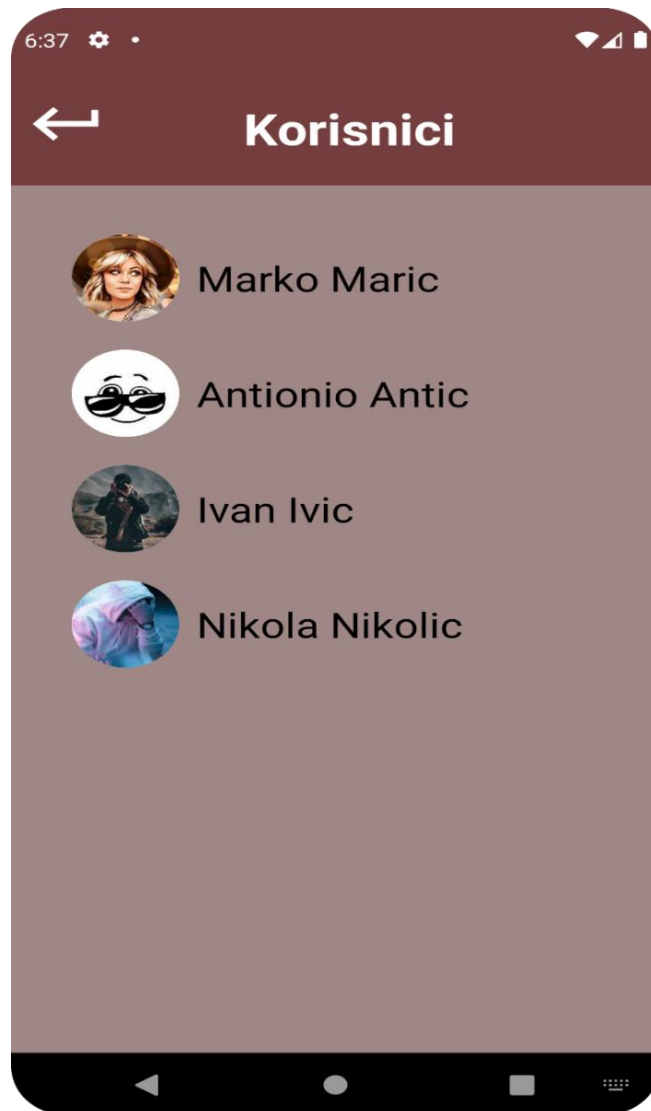 6:37
Korisnici
Marko Maric
Antionio Antic
Ivan Ivic
Nikola Nikolic